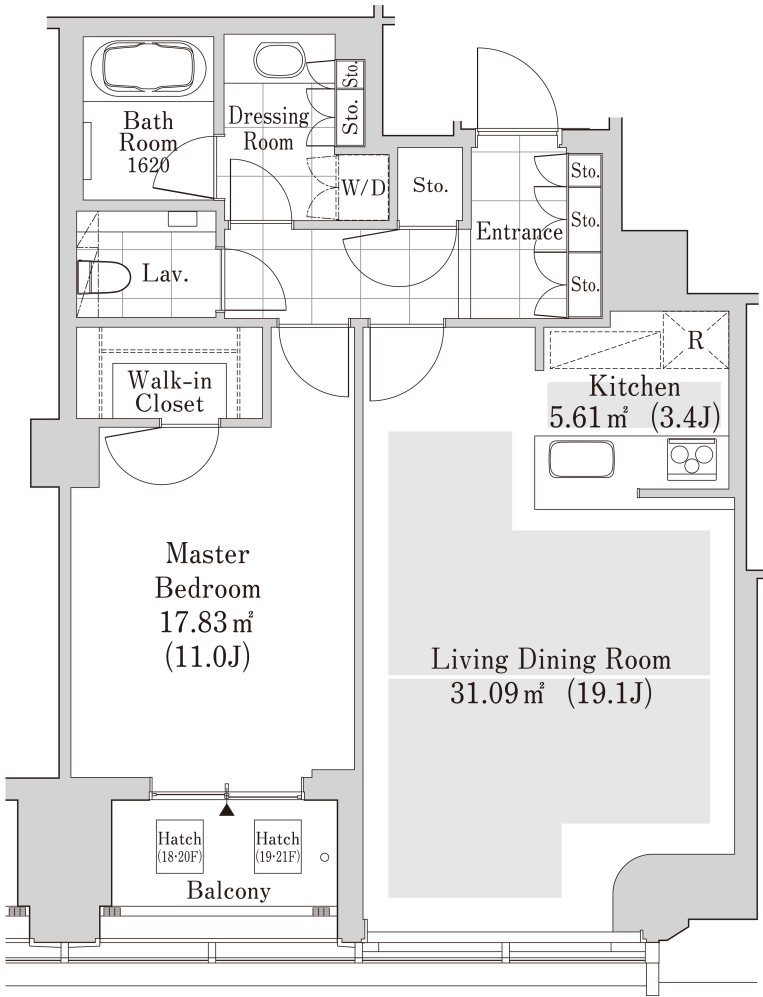 Bath
Room
1620
Dressing
Room
Sto.
Sto.
W/D
Sto.
Entrance
Sto.
Sto.
Sto.
Lav.
Walk-in
Closet
R
Kitchen
5.61㎡ (3.4J)
Master
Bedroom
17.83㎡
(11.0J)
Living Dining Room
31.09㎡ (19.1J)
Hatch
(18·20F)
Hatch
(19·21F)
Balcony